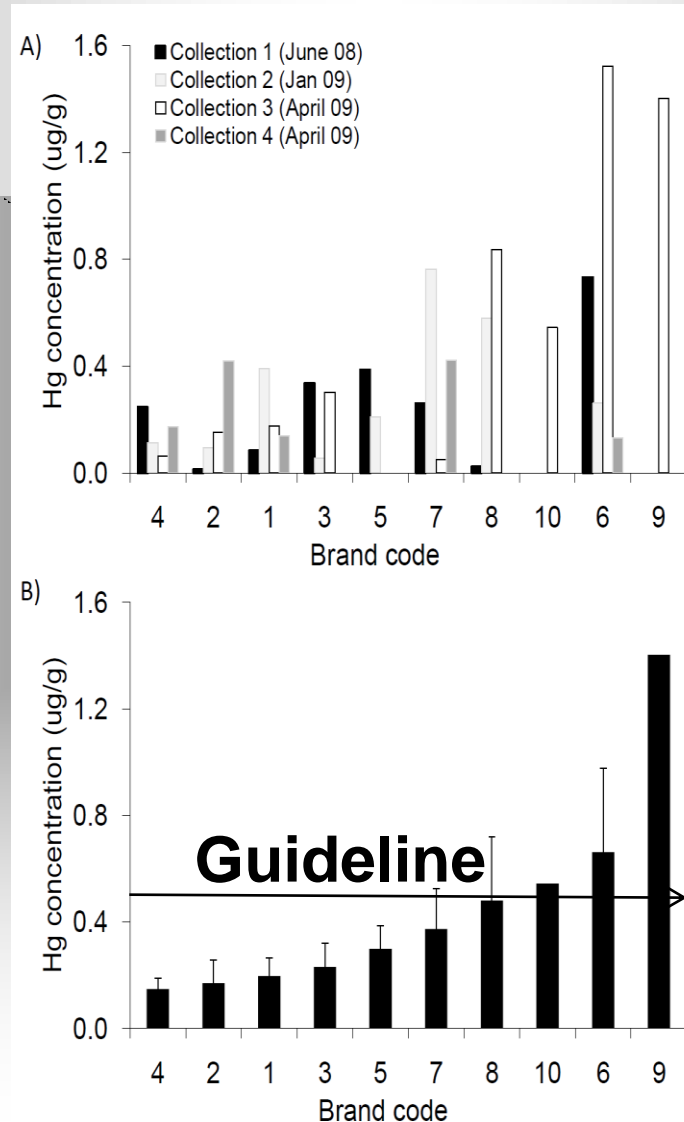 A)
Hg concentration (ug/g)
1.6
1.2
0.8
0.4
0.0
Collection 1 (June 08)
Collection 2 (Jan 09)
Collection 3 (April 09)
Collection 4 (April 09)
4 2 1 3 5 7 8 10 6 9
Brand code
B)
Hg concentration (ug/g)
1.6
1.2
0.8
0.4
0.0
Guideline
4 2 1 3 5 7 8 10 6 9
Brand code